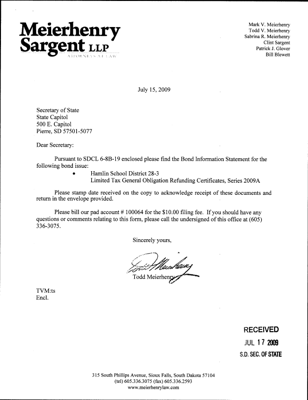 Meierhenry
Sargent LLP
ATTORNEYS AT LAW
Mark V. Meierhenry
Todd V. Meierhenry
Sabrina R. Meierhenry
Clint Sargent
Patrick J. Glover
Bill Blewett
July 15, 2009
Secretary of State
State Capitol
500 E. Capitol
Pierre, SD 57501-5077
Dear Secretary:
Pursuant to SDCL 6-8B-19 enclosed please find the Bond Information Statement for the
following bond issue:
• Hamlin School District 28-3
Limited Tax General Obligation Refunding Certificates, Series 2009A
Please stamp date received on the copy to acknowledge receipt of these documents and
return in the envelope provided.
Please bill our pad account # 100064 for the $10.00 filing fee. If you should have any
questions or comments relating to this form, please call the undersigned of this office at (605)
336-3075.
Sincerely yours,
Todd Meierhenry
Todd Meierhenry
TVM:ts
Encl.
RECEIVED
JUL 17 2009
S.D. SEC. OF STATE
315 South Phillips Avenue, Sioux Falls, South Dakota 57104
(tel) 605.336.3075 (fax) 605.336.2593
www.meierhenrylaw.com